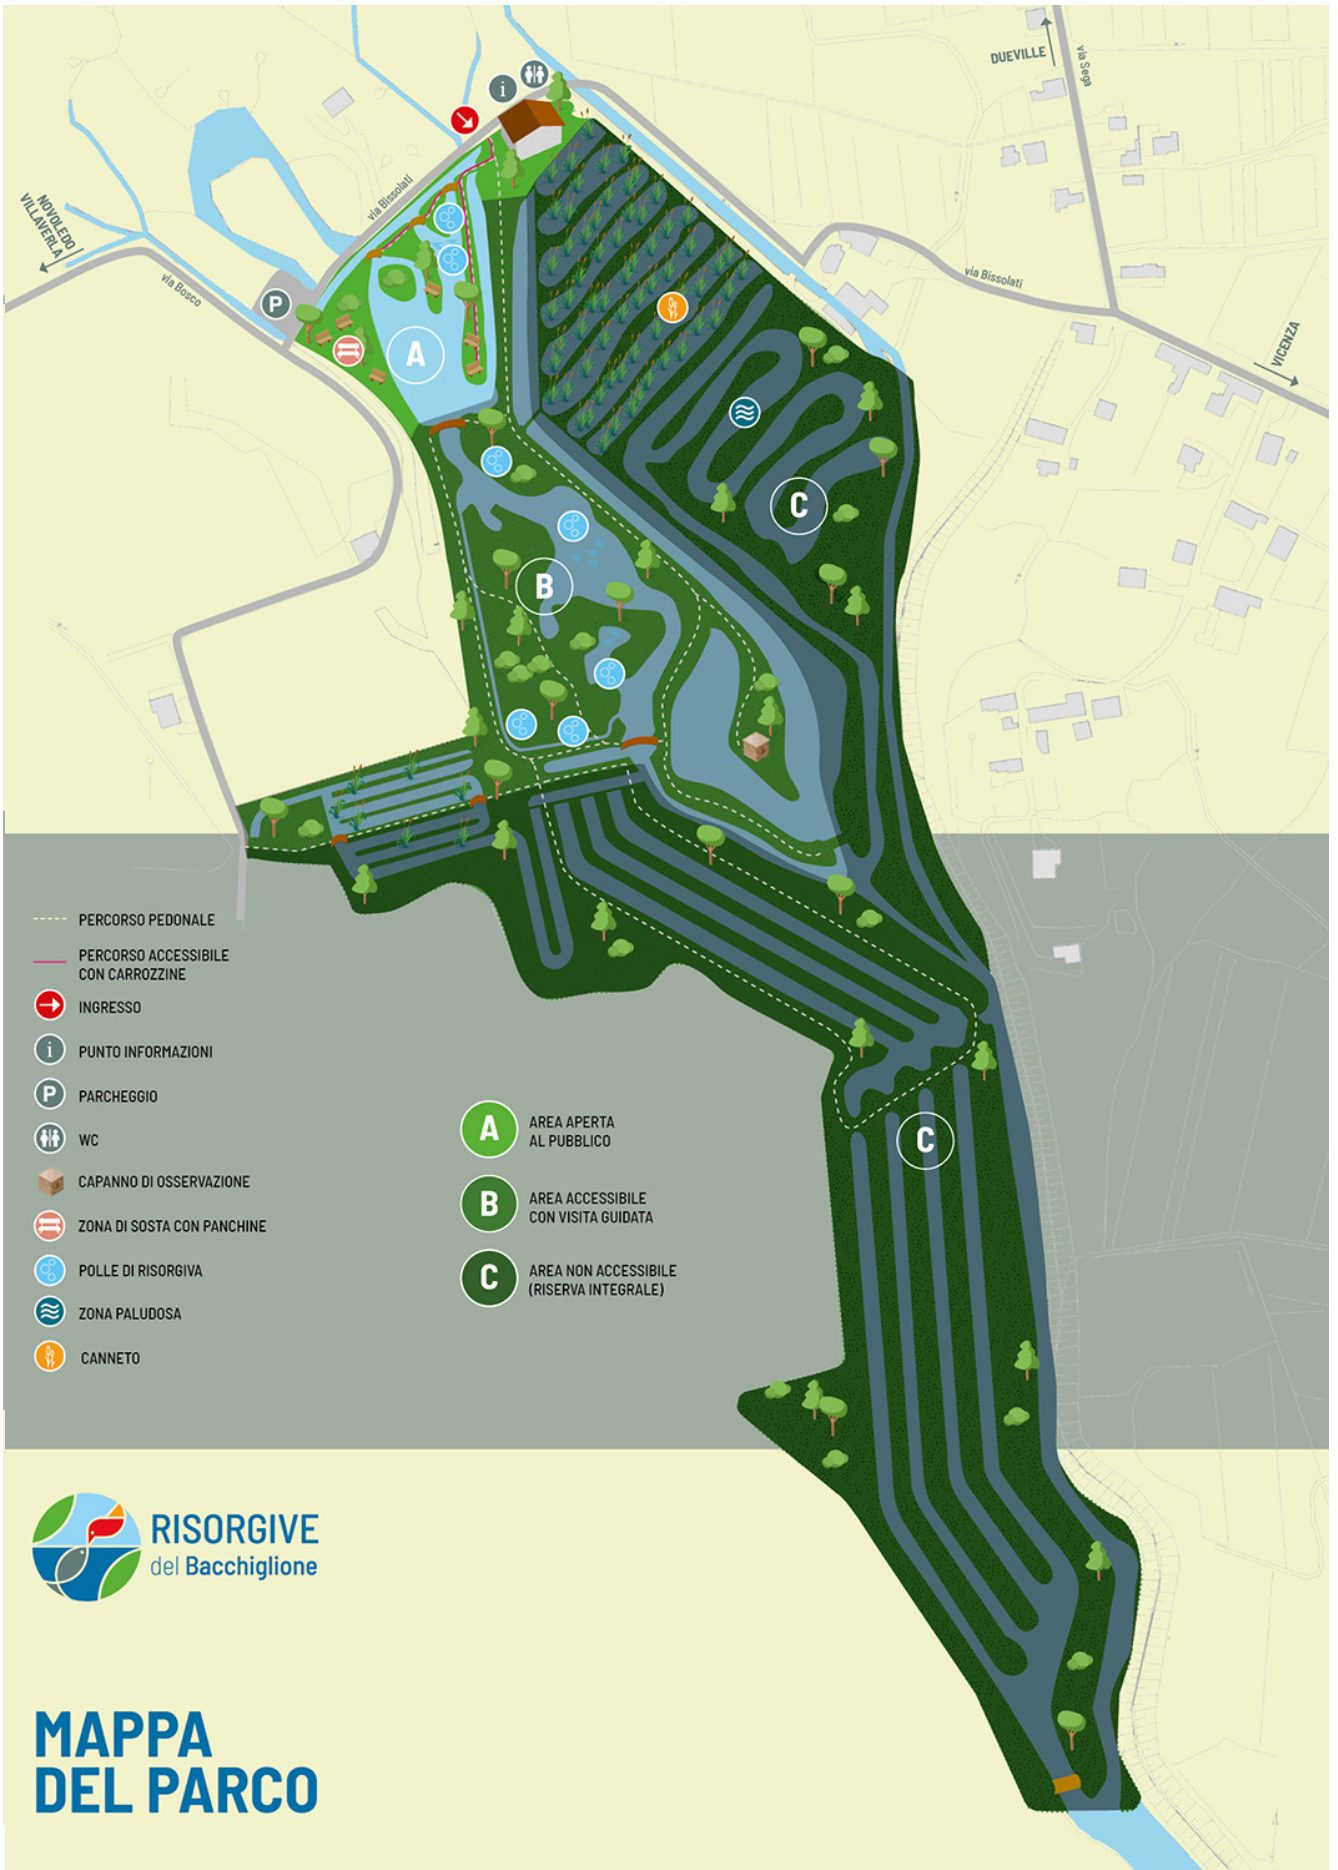 DUEVILLE
via Sega
i
via Bissolati
NOVOLEDO
VILLAVERLA
via Bosco
P
via Bissolati
VICENZA
A
C
B
PERCORSO PEDONALE
PERCORSO ACCESSIBILE
CON CARROZZINE
INGRESSO
i
PUNTO INFORMAZIONI
P
PARCHEGGIO
WC
CAPANNO DI OSSERVAZIONE
ZONA DI SOSTA CON PANCHINE
POLLE DI RISORGIVA
ZONA PALUDOSA
CANNETO
A
AREA APERTA
AL PUBBLICO
B
AREA ACCESSIBILE
CON VISITA GUIDATA
C
AREA NON ACCESSIBILE
(RISERVA INTEGRALE)
C
RISORGIVE
del Bacchiglione
MAPPA
DEL PARCO